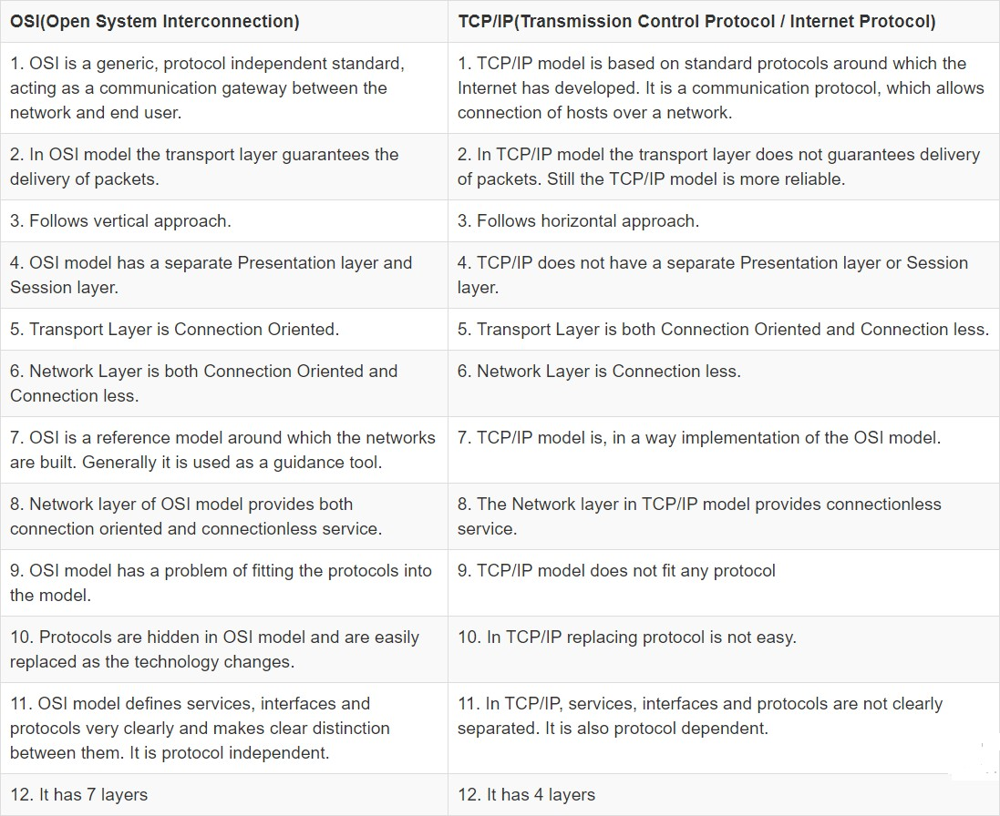 OSI(Open System Interconnection)
TCP/IP(Transmission Control Protocol / Internet Protocol)
1. OSI is a generic, protocol independent standard,
acting as a communication gateway between the
network and end user.
1. TCP/IP model is based on standard protocols around which the
Internet has developed. It is a communication protocol, which allows
connection of hosts over a network.
2. In OSI model the transport layer guarantees the
delivery of packets.
2. In TCP/IP model the transport layer does not guarantees delivery
of packets. Still the TCP/IP model is more reliable.
3. Follows vertical approach.
3. Follows horizontal approach.
4. OSI model has a separate Presentation layer and
Session layer.
4. TCP/IP does not have a separate Presentation layer or Session
layer.
5. Transport Layer is Connection Oriented.
5. Transport Layer is both Connection Oriented and Connection less.
6. Network Layer is both Connection Oriented and
Connection less.
6. Network Layer is Connection less.
7. OSI is a reference model around which the networks
are built. Generally it is used as a guidance tool.
7. TCP/IP model is, in a way implementation of the OSI model.
8. Network layer of OSI model provides both
connection oriented and connectionless service.
8. The Network layer in TCP/IP model provides connectionless
service.
9. OSI model has a problem of fitting the protocols into
the model.
9. TCP/IP model does not fit any protocol
10. Protocols are hidden in OSI model and are easily
replaced as the technology changes.
10. In TCP/IP replacing protocol is not easy.
11. OSI model defines services, interfaces and
protocols very clearly and makes clear distinction
between them. It is protocol independent.
11. In TCP/IP, services, interfaces and protocols are not clearly
separated. It is also protocol dependent.
12. It has 7 layers
12. It has 4 layers